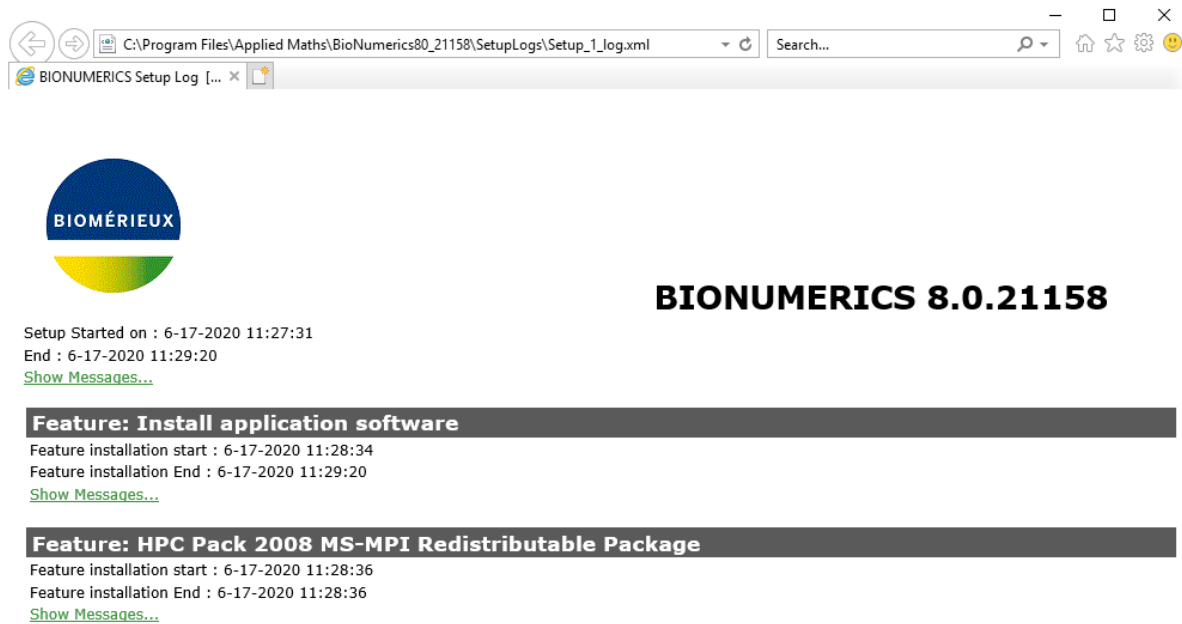 C:\Program Files\Applied Maths\BioNumerics80_21158\SetupLogs\Setup_1_log.xml
Search...
BIONUMERICS Setup Log [...
BIOMÉRIEUX
BIONUMERICS 8.0.21158
Setup Started on : 6-17-2020 11:27:31
End : 6-17-2020 11:29:20
Show Messages...
Feature: Install application software
Feature installation start : 6-17-2020 11:28:34
Feature installation End : 6-17-2020 11:29:20
Show Messages...
Feature: HPC Pack 2008 MS-MPI Redistributable Package
Feature installation start : 6-17-2020 11:28:36
Feature installation End : 6-17-2020 11:28:36
Show Messages...